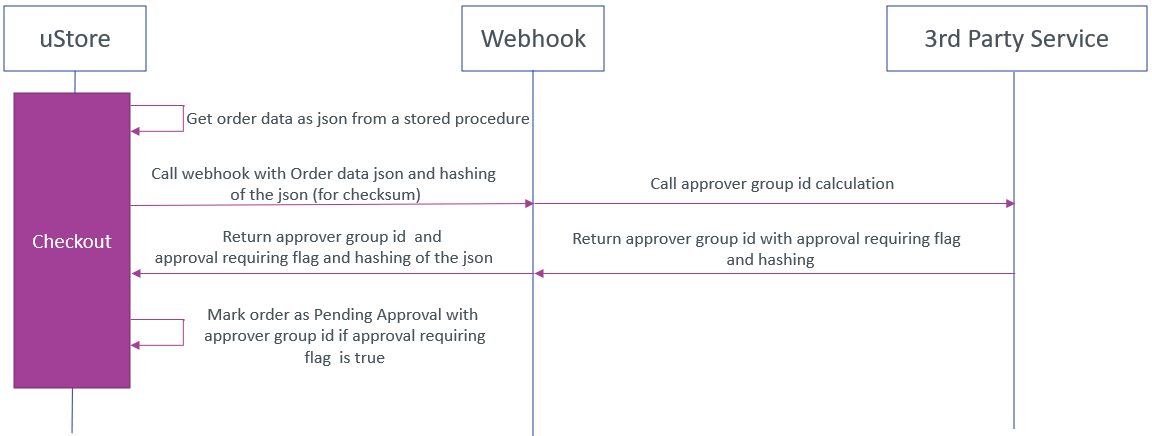 uStore
Webhook
3rd Party Service
Get order data as json from a stored procedure
Call webhook with Order data json and hashing
of the json (for checksum)
Call approver group id calculation
Checkout
Return approver group id and
approval requiring flag and hashing of the json
Return approver group id with approval requiring flag
and hashing
Mark order as Pending Approval with
approver group id if approval requiring
flag is true